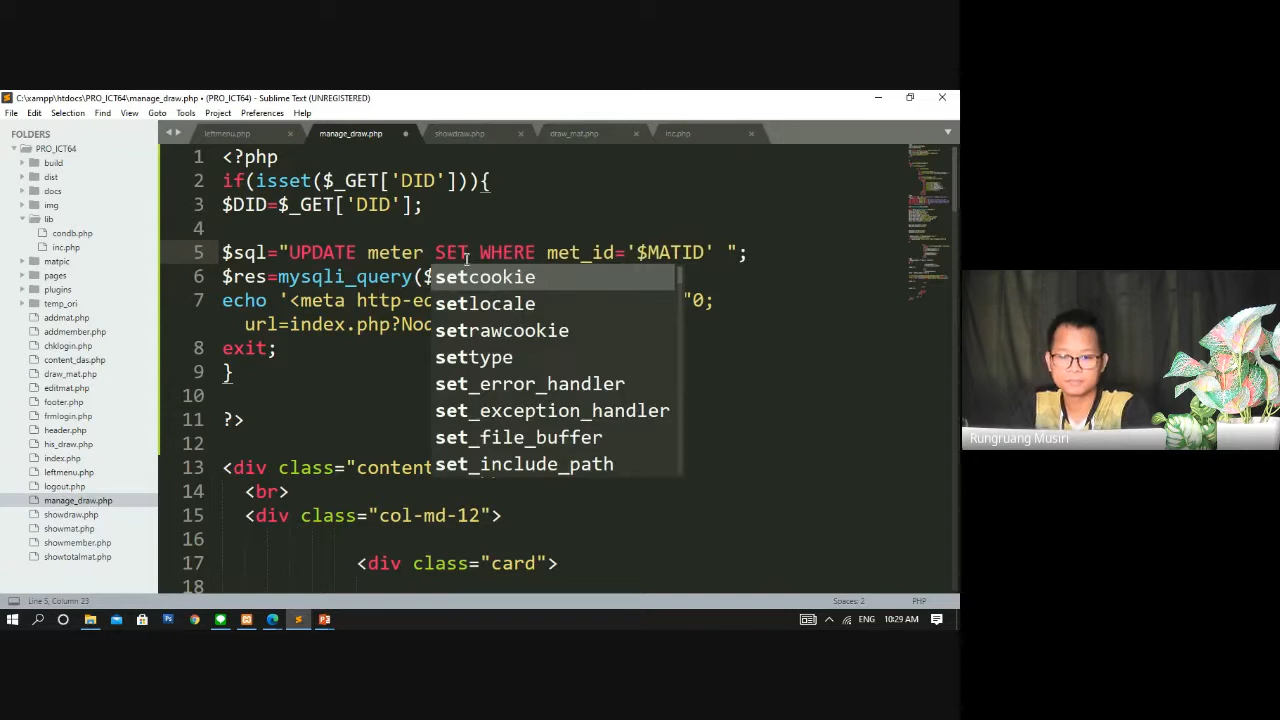 C:\xampp\htdocs\PRO_ICT64\manage_draw.php • (PRO_ICT64) - Sublime Text (UNREGISTERED)
File Edit Selection Find View Goto Tools Project Preferences Help
FOLDERS
PRO_ICT64
build
dist
docs
img
lib
condb.php
inc.php
matpic
pages
plugins
temp_ori
addmat.php
addmember.php
chklogin.php
content_das.php
draw_mat.php
editmat.php
footer.php
frmlogin.php
header.php
his_draw.php
index.php
leftmenu.php
logout.php
manage_draw.php
showdraw.php
showmat.php
showmember.php
showtotalmat.php
leftmenu.php manage_draw.php showdraw.php draw_mat.php inc.php
1 <?php
2 if(isset($_GET['DID'])){
3 $DID=$_GET['DID'];
4
5 $sql="UPDATE meter SET WHERE met_id='$MATID' ";
6 $res=mysqli_query($
7 echo '<meta http-ec "0;
url=index.php?Noc
8 exit;
9 }
10
11 ?>
12
13 <div class="content
14 <br>
15 <div class="col-md-12">
16
17 <div class="card">
18
setcookie
setlocale
setrawcookie
settype
set_error_handler
set_exception_handler
set_file_buffer
set_include_path
Line 5, Column 23 Spaces: 2 PHP
ENG 10:29 AM
Rungruang Musiri